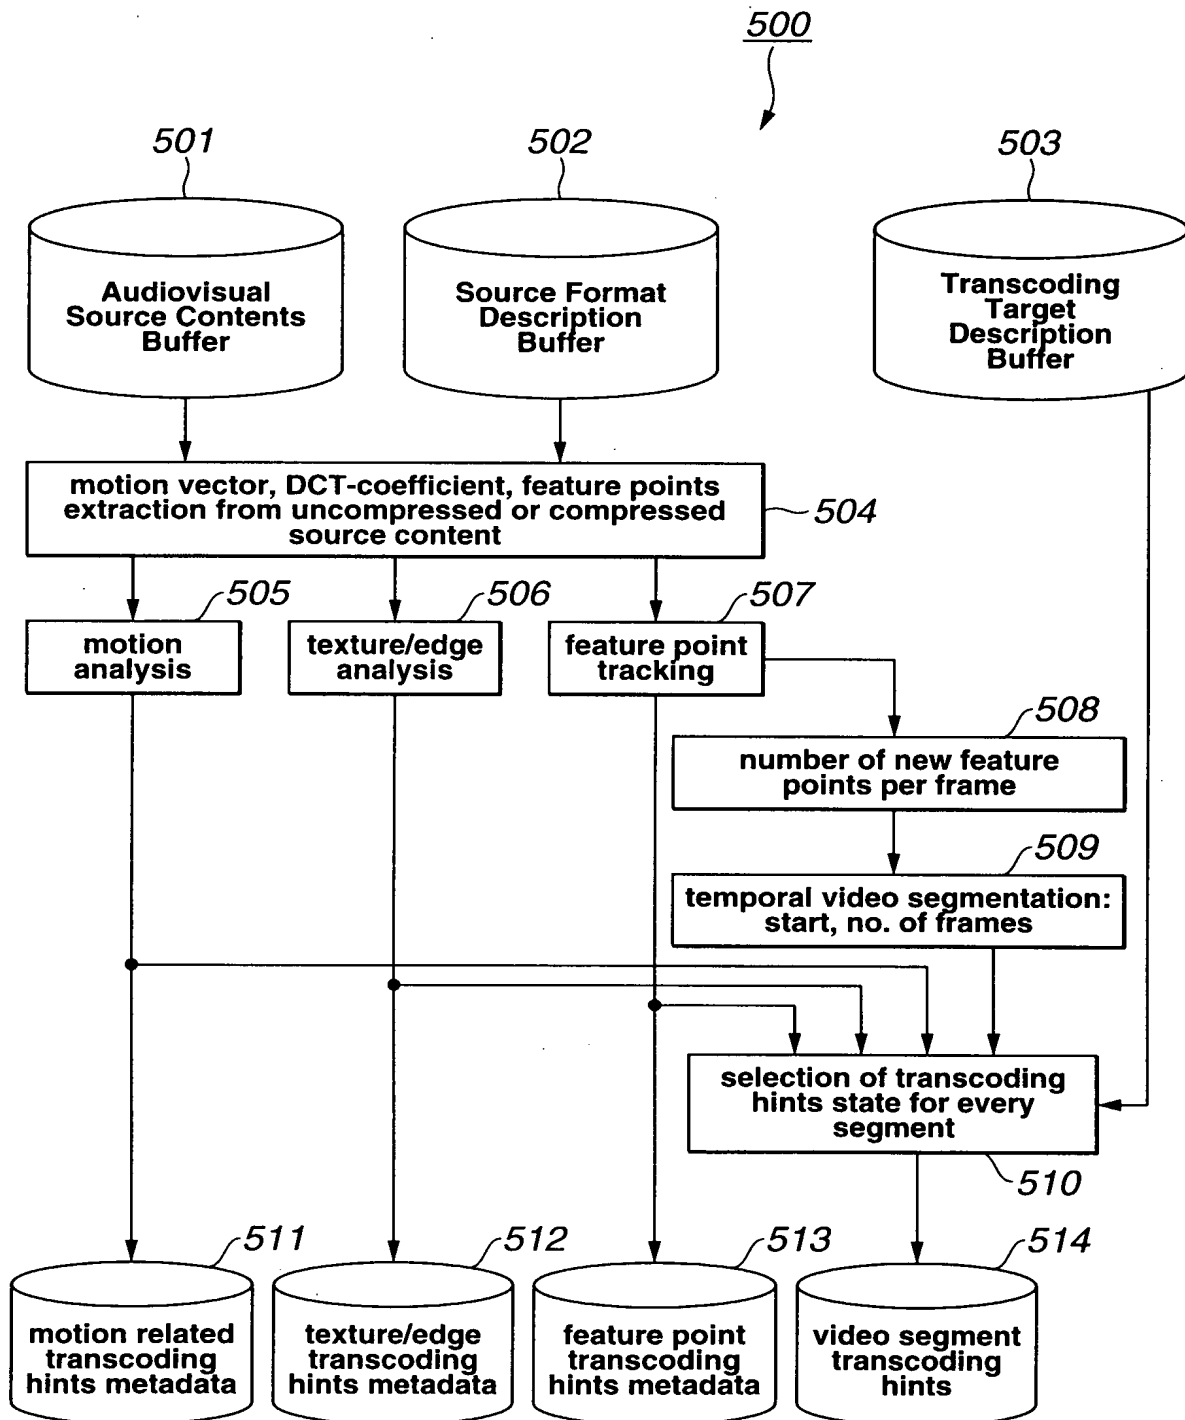 500
501
502
503
Audiovisual
Source Contents
Buffer
Source Format
Description
Buffer
Transcoding
Target
Description
Buffer
motion vector, DCT-coefficient, feature points
extraction from uncompressed or compressed
source content
504
505
506
507
motion
analysis
texture/edge
analysis
feature point
tracking
508
number of new feature
points per frame
509
temporal video segmentation:
start, no. of frames
selection of transcoding
hints state for every
segment
510
511
512
513
514
motion related
transcoding
hints metadata
texture/edge
transcoding
hints metadata
feature point
transcoding
hints metadata
video segment
transcoding
hints